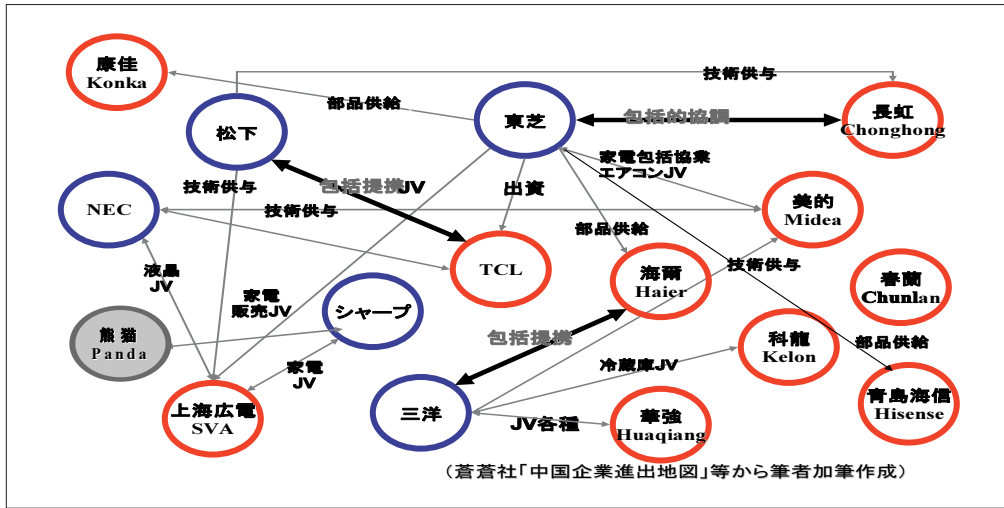 康佳
Konka
技術供与
部品供給
松下
東芝
包括的協調
長虹
Chonghong
技術供与
包括提携JV
出資
家電包括協業
エアコンJV
NEC
技術供与
美的
Midea
部品供給
液晶
JV
TCL
海爾
Haier
技術供与
春蘭
Chunlan
家電
販売JV
シャープ
熊猫
Panda
包括提携
科龍
Kelon
部品供給
家電
JV
冷蔵庫JV
上海広電
SVA
三洋
JV各種
華強
Huaqiang
青島海信
Hisense
（蒼蒼社「中国企業進出地図」等から筆者加筆作成）